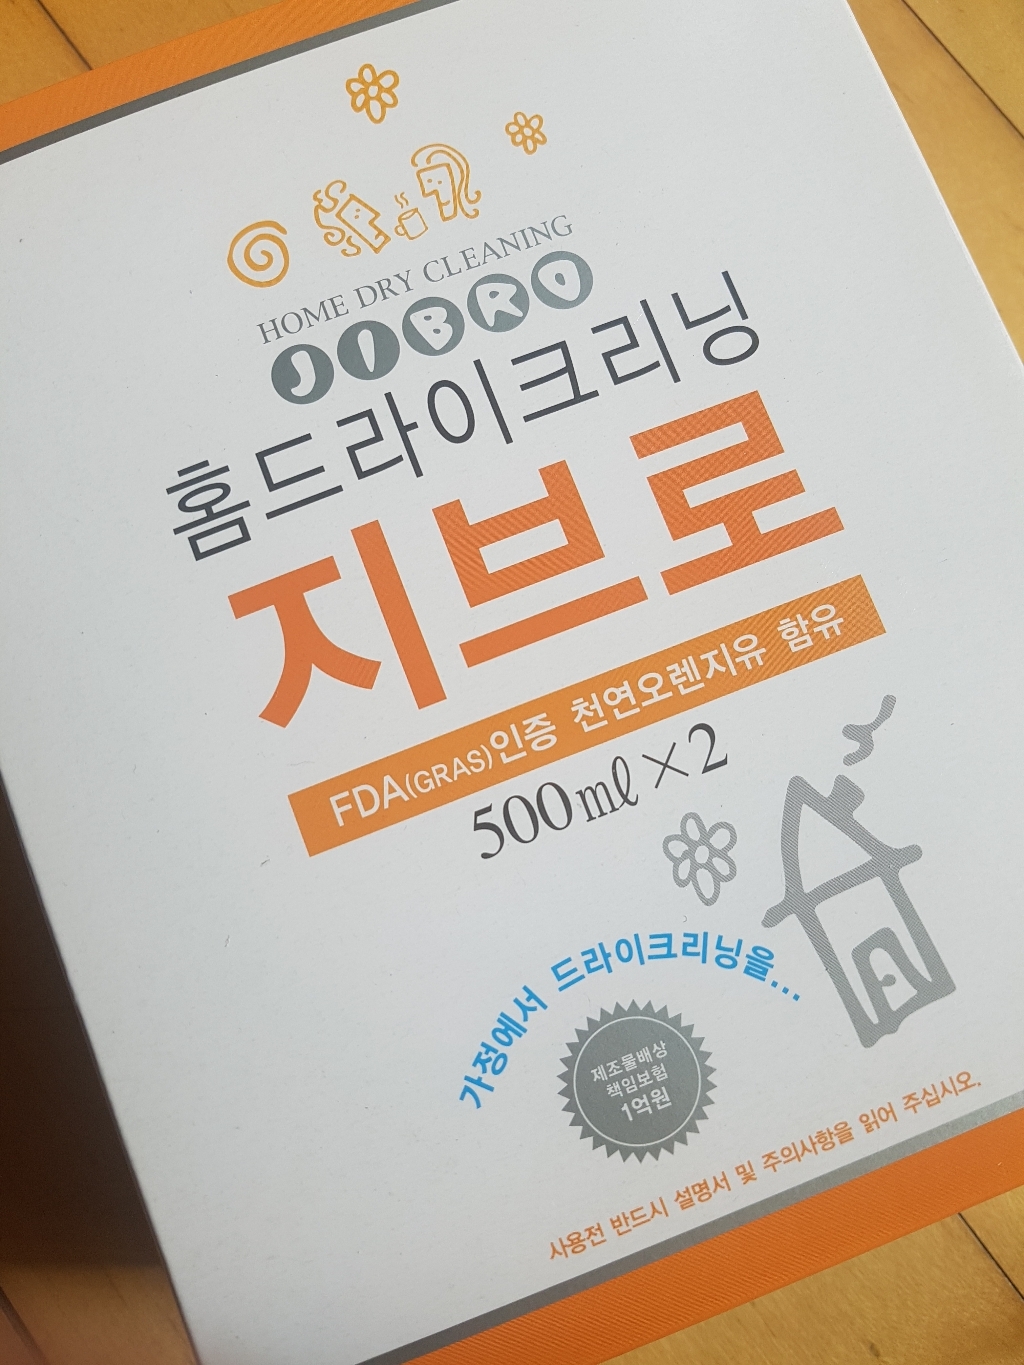 HOME DRY CLEANING
JIBRO
홈드라이크리닝
지브로
FDA(GRAS)인증 천연오렌지유 함유
500㎖×2
가정에서 드라이크리닝을...
제조물배상
책임보험
1억원
사용전 반드시 설명서 및 주의사항을 읽어 주십시오.